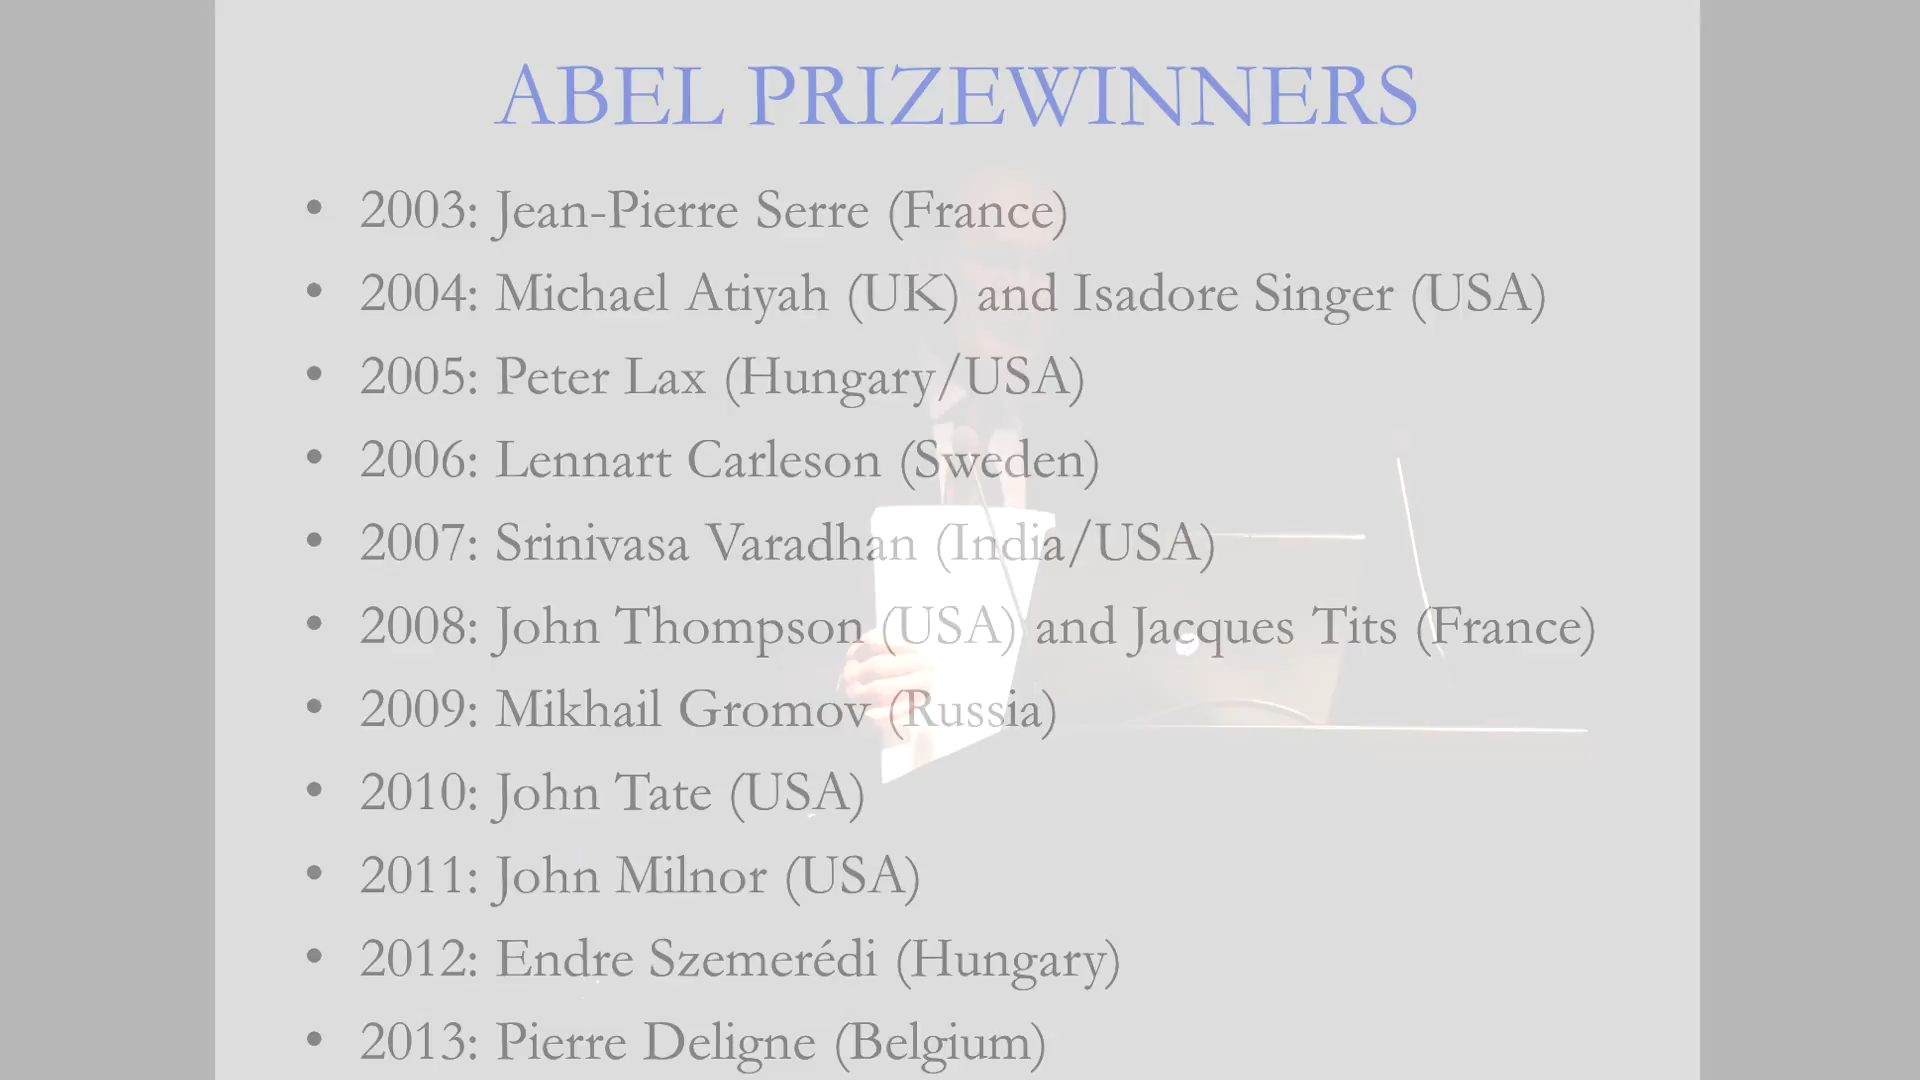 ABEL PRIZEWINNERS
• 2003: Jean-Pierre Serre (France)
• 2004: Michael Atiyah (UK) and Isadore Singer (USA)
• 2005: Peter Lax (Hungary/USA)
• 2006: Lennart Carleson (Sweden)
• 2007: Srinivasa Varadhan (India/USA)
• 2008: John Thompson (USA) and Jacques Tits (France)
• 2009: Mikhail Gromov (Russia)
• 2010: John Tate (USA)
• 2011: John Milnor (USA)
• 2012: Endre Szemerédi (Hungary)
• 2013: Pierre Deligne (Belgium)